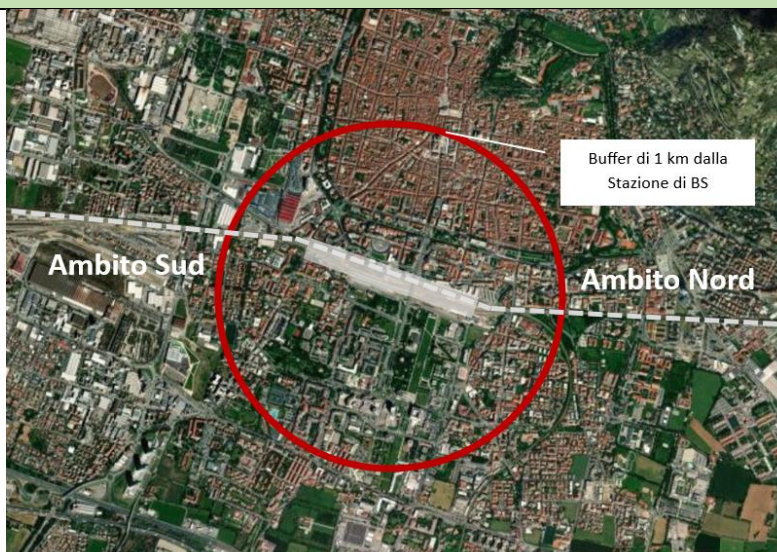 Buffer di 1 km dalla
Stazione di BS
Ambito Sud
Ambito Nord